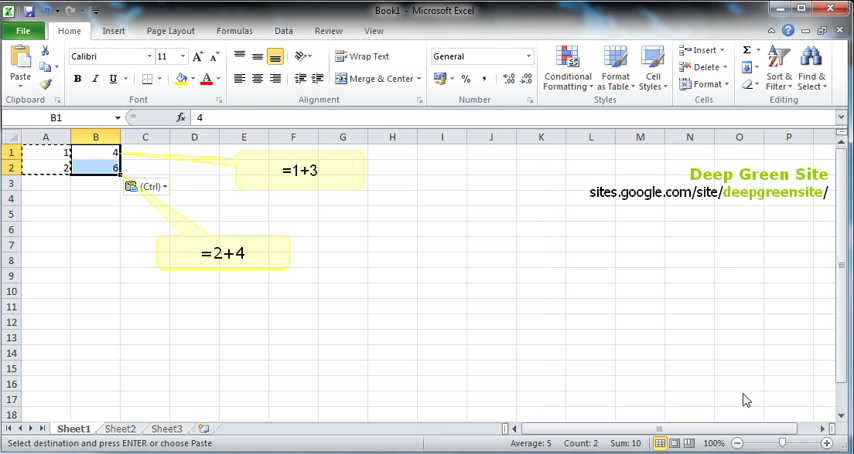 Book1 - Microsoft Excel
File Home Insert Page Layout Formulas Data Review View
Calibri 11 Wrap Text General Insert Σ
Paste Conditional Formatting Format as Table Cell Styles Delete Sort & Filter Find & Select
B I U Merge & Center % , Format
Clipboard Font Alignment Number Styles Cells Editing
B1 fx 4
A B C D E F G H I J K L M N O P
1 1 4
2 2 6
3
4
5
6
7
8
9
10
11
12
13
14
15
16
17
18
(Ctrl)
=1+3
=2+4
Deep Green Site
sites.google.com/site/deepgreensite/
Sheet1 Sheet2 Sheet3
Select destination and press ENTER or choose Paste Average: 5 Count: 2 Sum: 10 100%